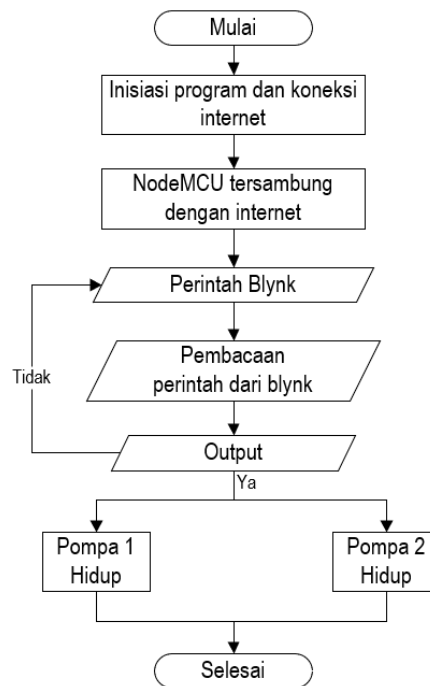 Mulai
Inisiasi program dan koneksi
internet
NodeMCU tersambung
dengan internet
Perintah Blynk
Pembacaan
perintah dari blynk
Tidak
Output
Ya
Pompa 1
Hidup
Pompa 2
Hidup
Selesai